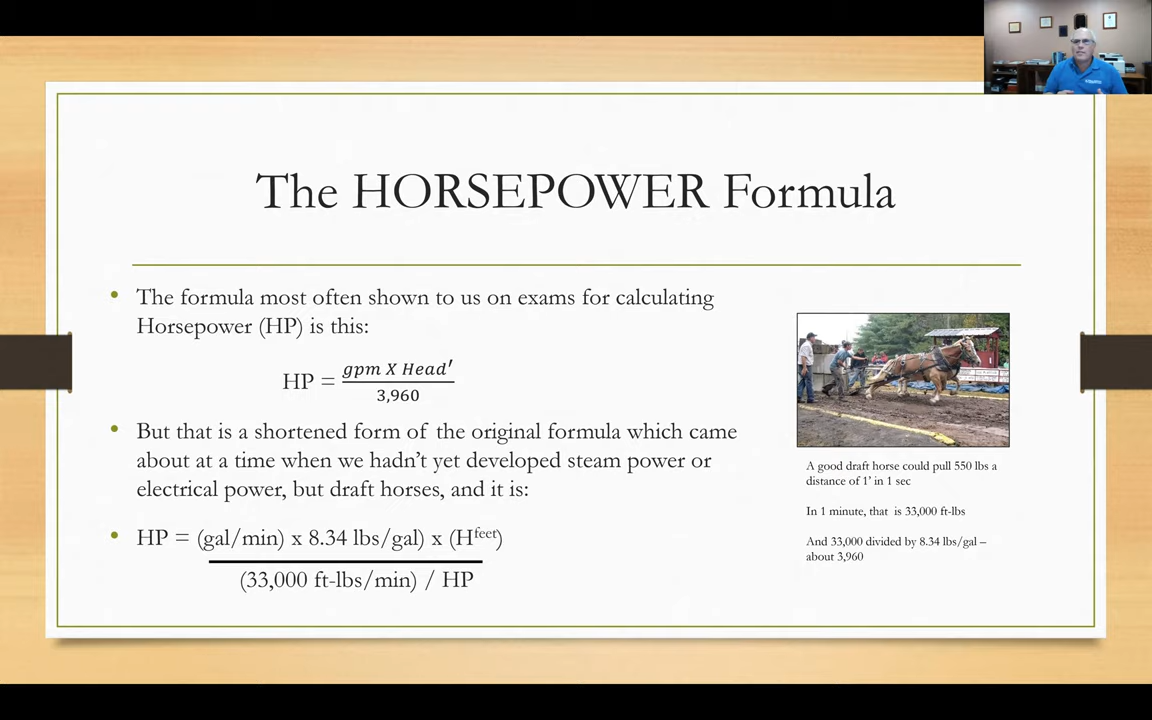 The HORSEPOWER Formula
• The formula most often shown to us on exams for calculating
Horsepower (HP) is this:
HP = gpm X Head′ / 3,960
• But that is a shortened form of the original formula which came
about at a time when we hadn't yet developed steam power or
electrical power, but draft horses, and it is:
• HP = (gal/min) x 8.34 lbs/gal) x (H^feet)
(33,000 ft-lbs/min) / HP
A good draft horse could pull 550 lbs a
distance of 1' in 1 sec
In 1 minute, that is 33,000 ft-lbs
And 33,000 divided by 8.34 lbs/gal –
about 3,960